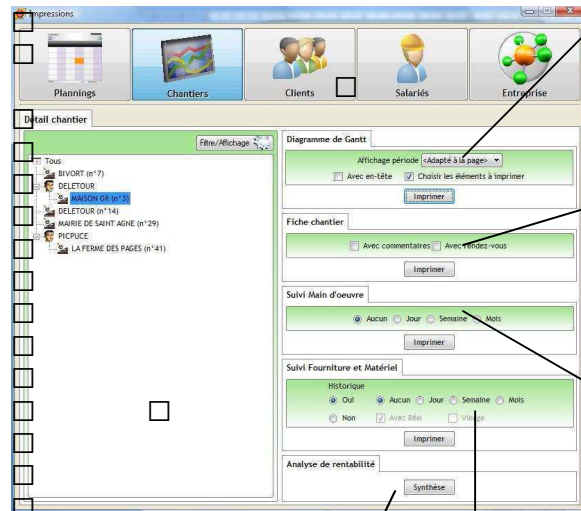 Impressions
Plannings Chantiers Clients Salariés Entreprise
Détail chantier
Filtre/Affichage
Tous
BIVORT (n°7)
DELETOUR
MAISON GR (n°3)
DELETOUR (n°14)
MAIRIE DE SAINT AGNE (n°29)
PICPUCE
LA FERME DES PAGES (n°41)
Diagramme de Gantt
Affichage période <Adapté à la page>
Avec en-tête Choisir les éléments à imprimer
Imprimer
Fiche chantier
Avec commentaires Avec rendez-vous
Imprimer
Suivi Main d'oeuvre
Aucun Jour Semaine Mois
Imprimer
Suivi Fourniture et Matériel
Historique
Oui Aucun Jour Semaine Mois
Non Avec Réel Vierge
Imprimer
Analyse de rentabilité
Synthèse